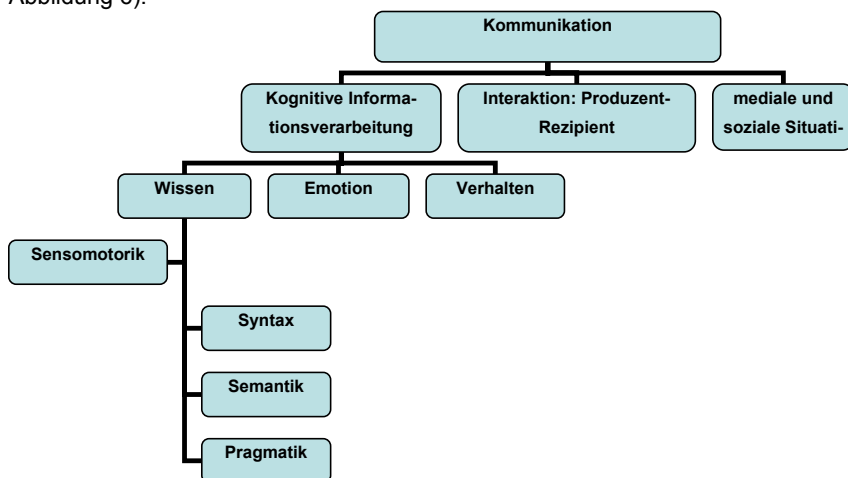 Abbildung 3).
Kommunikation
Kognitive Informa-
tionsverarbeitung
Interaktion: Produzent-
Rezipient
mediale und
soziale Situati-
Wissen
Emotion
Verhalten
Sensomotorik
Syntax
Semantik
Pragmatik